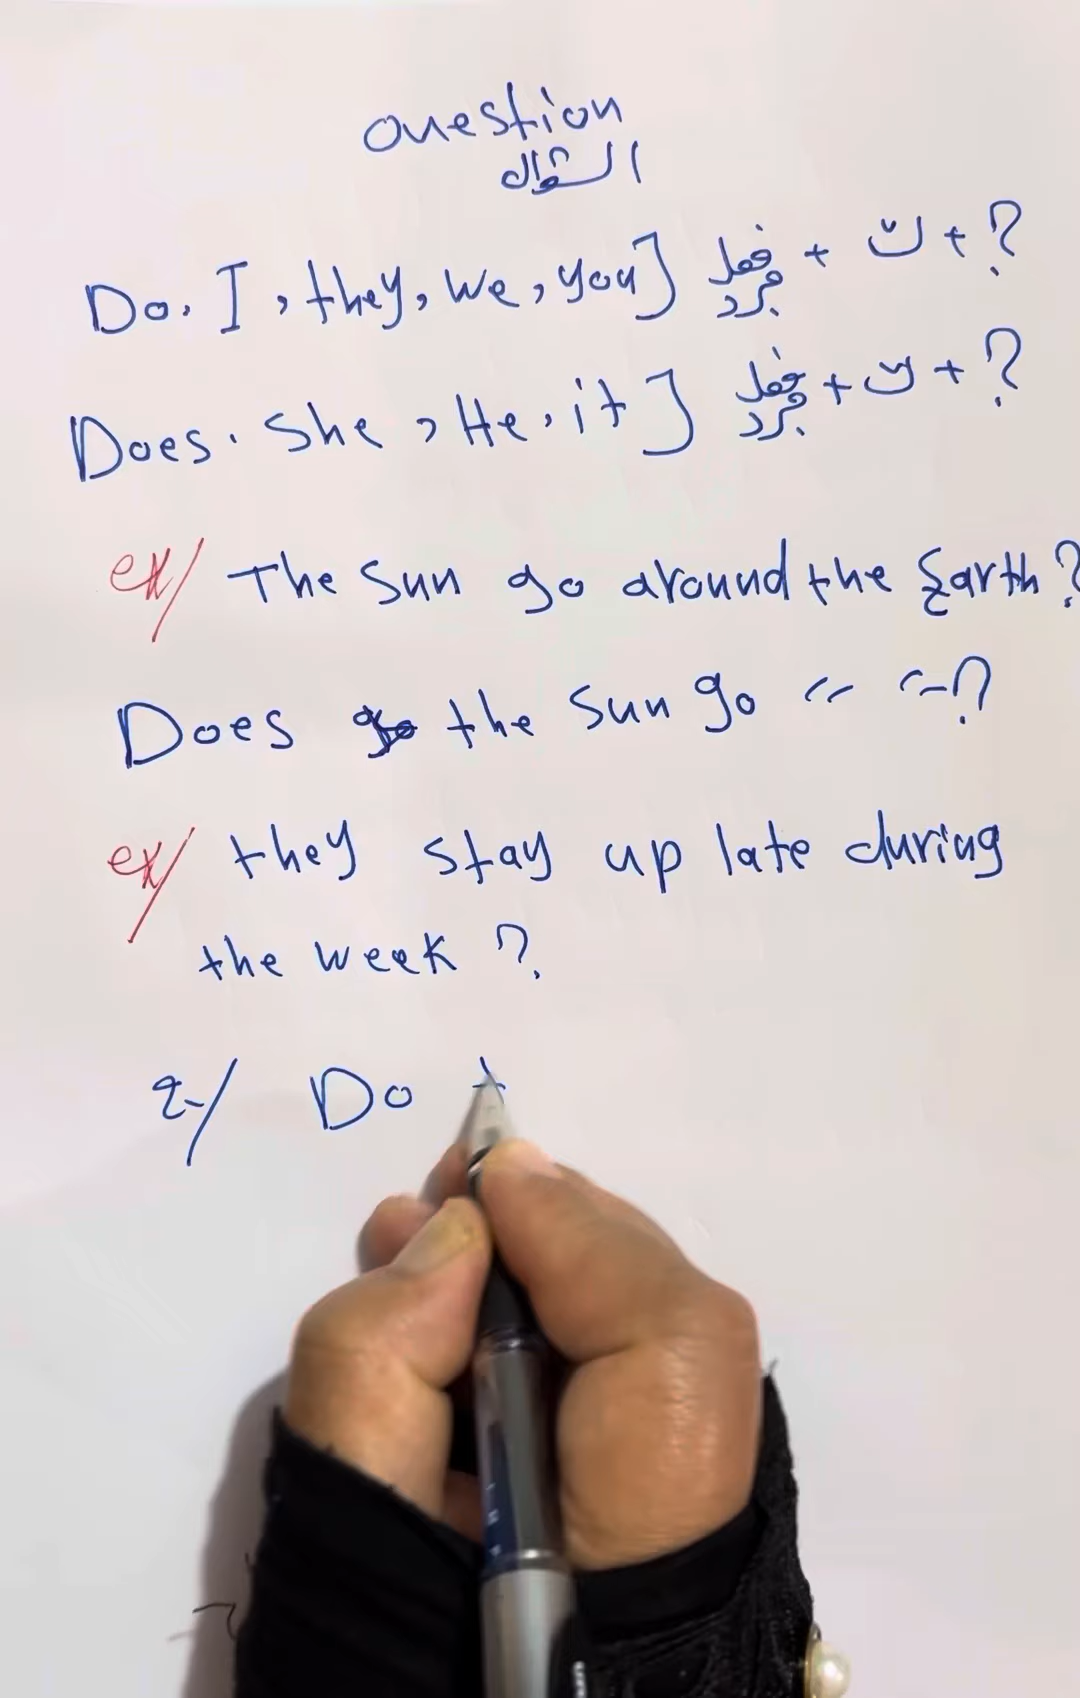 Question
السؤال
Do. I, they, We, you] فعل مجرد + ت + ?
Does. She, He, it] فعل مجرد + ت + ?
ex/ The Sun go around the Earth?
Does the Sun go 〃 〃 ?
ex/ they stay up late during
the week ?
2/ Do t